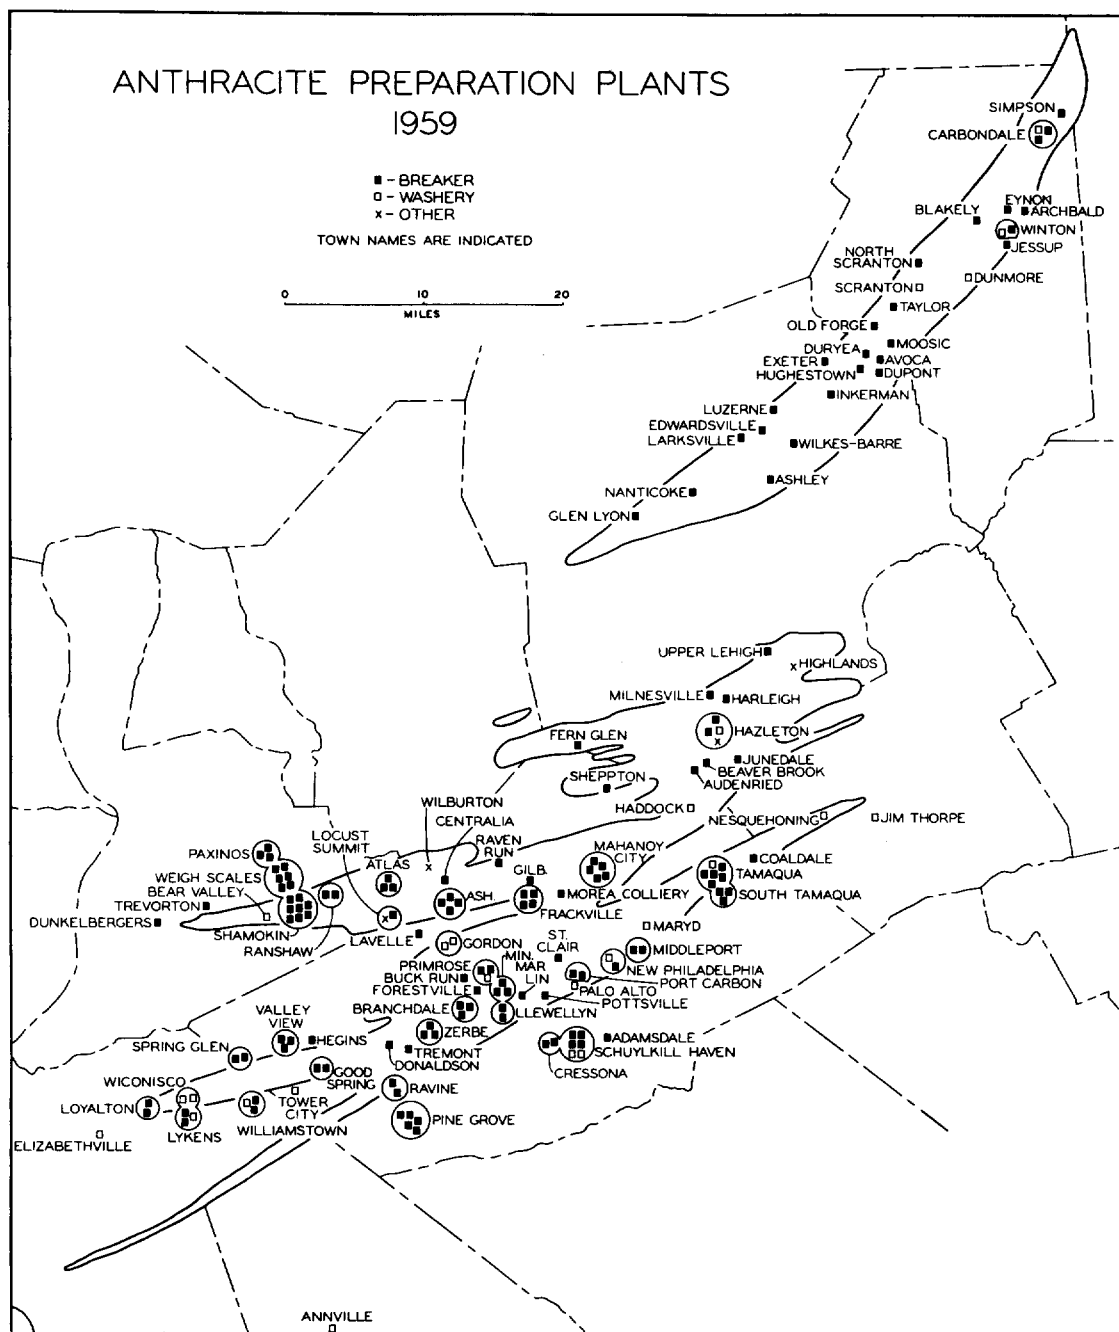 ANTHRACITE PREPARATION PLANTS
1959
■ - BREAKER
□ - WASHERY
x - OTHER
TOWN NAMES ARE INDICATED
0 10 20
MILES
SIMPSON
CARBONDALE
EYNON
BLAKELY
ARCHBALD
WINTON
JESSUP
NORTH
SCRANTON
DUNMORE
SCRANTON
TAYLOR
OLD FORGE
MOOSIC
DURYEA
AVOCA
EXETER
HUGHESTOWN
DUPONT
INKERMAN
LUZERNE
EDWARDSVILLE
LARKSVILLE
WILKES-BARRE
ASHLEY
NANTICOKE
GLEN LYON
UPPER LEHIGH
HIGHLANDS
MILNESVILLE
HARLEIGH
HAZLETON
FERN GLEN
JUNEDALE
BEAVER BROOK
AUDENRIED
SHEPPTON
WILBURTON
CENTRALIA
HADDOCK
NESQUEHONING
JIM THORPE
LOCUST
SUMMIT
RAVEN
RUN
MAHANOY
CITY
PAXINOS
ATLAS
COALDALE
WEIGH SCALES
GILB.
TAMAQUA
BEAR VALLEY
ASH.
MOREA COLLIERY
SOUTH TAMAQUA
TREVORTON
FRACKVILLE
DUNKELBERGERS
SHAMOKIN
RANSHAW
LAVELLE
MARYD
GORDON
ST.
CLAIR
MIDDLEPORT
MIN.
PRIMROSE
MAR
LIN
NEW PHILADELPHIA
BUCK RUN
PORT CARBON
FORESTVILLE
PALO ALTO
POTTSVILLE
BRANCHDALE
LLEWELLYN
VALLEY
VIEW
ZERBE
HEGINS
ADAMSDALE
SPRING GLEN
TREMONT
DONALDSON
SCHUYLKILL HAVEN
CRESSONA
GOOD
SPRING
WICONISCO
RAVINE
TOWER
CITY
LOYALTON
PINE GROVE
WILLIAMSTOWN
LYKENS
ELIZABETHVILLE
ANNVILLE